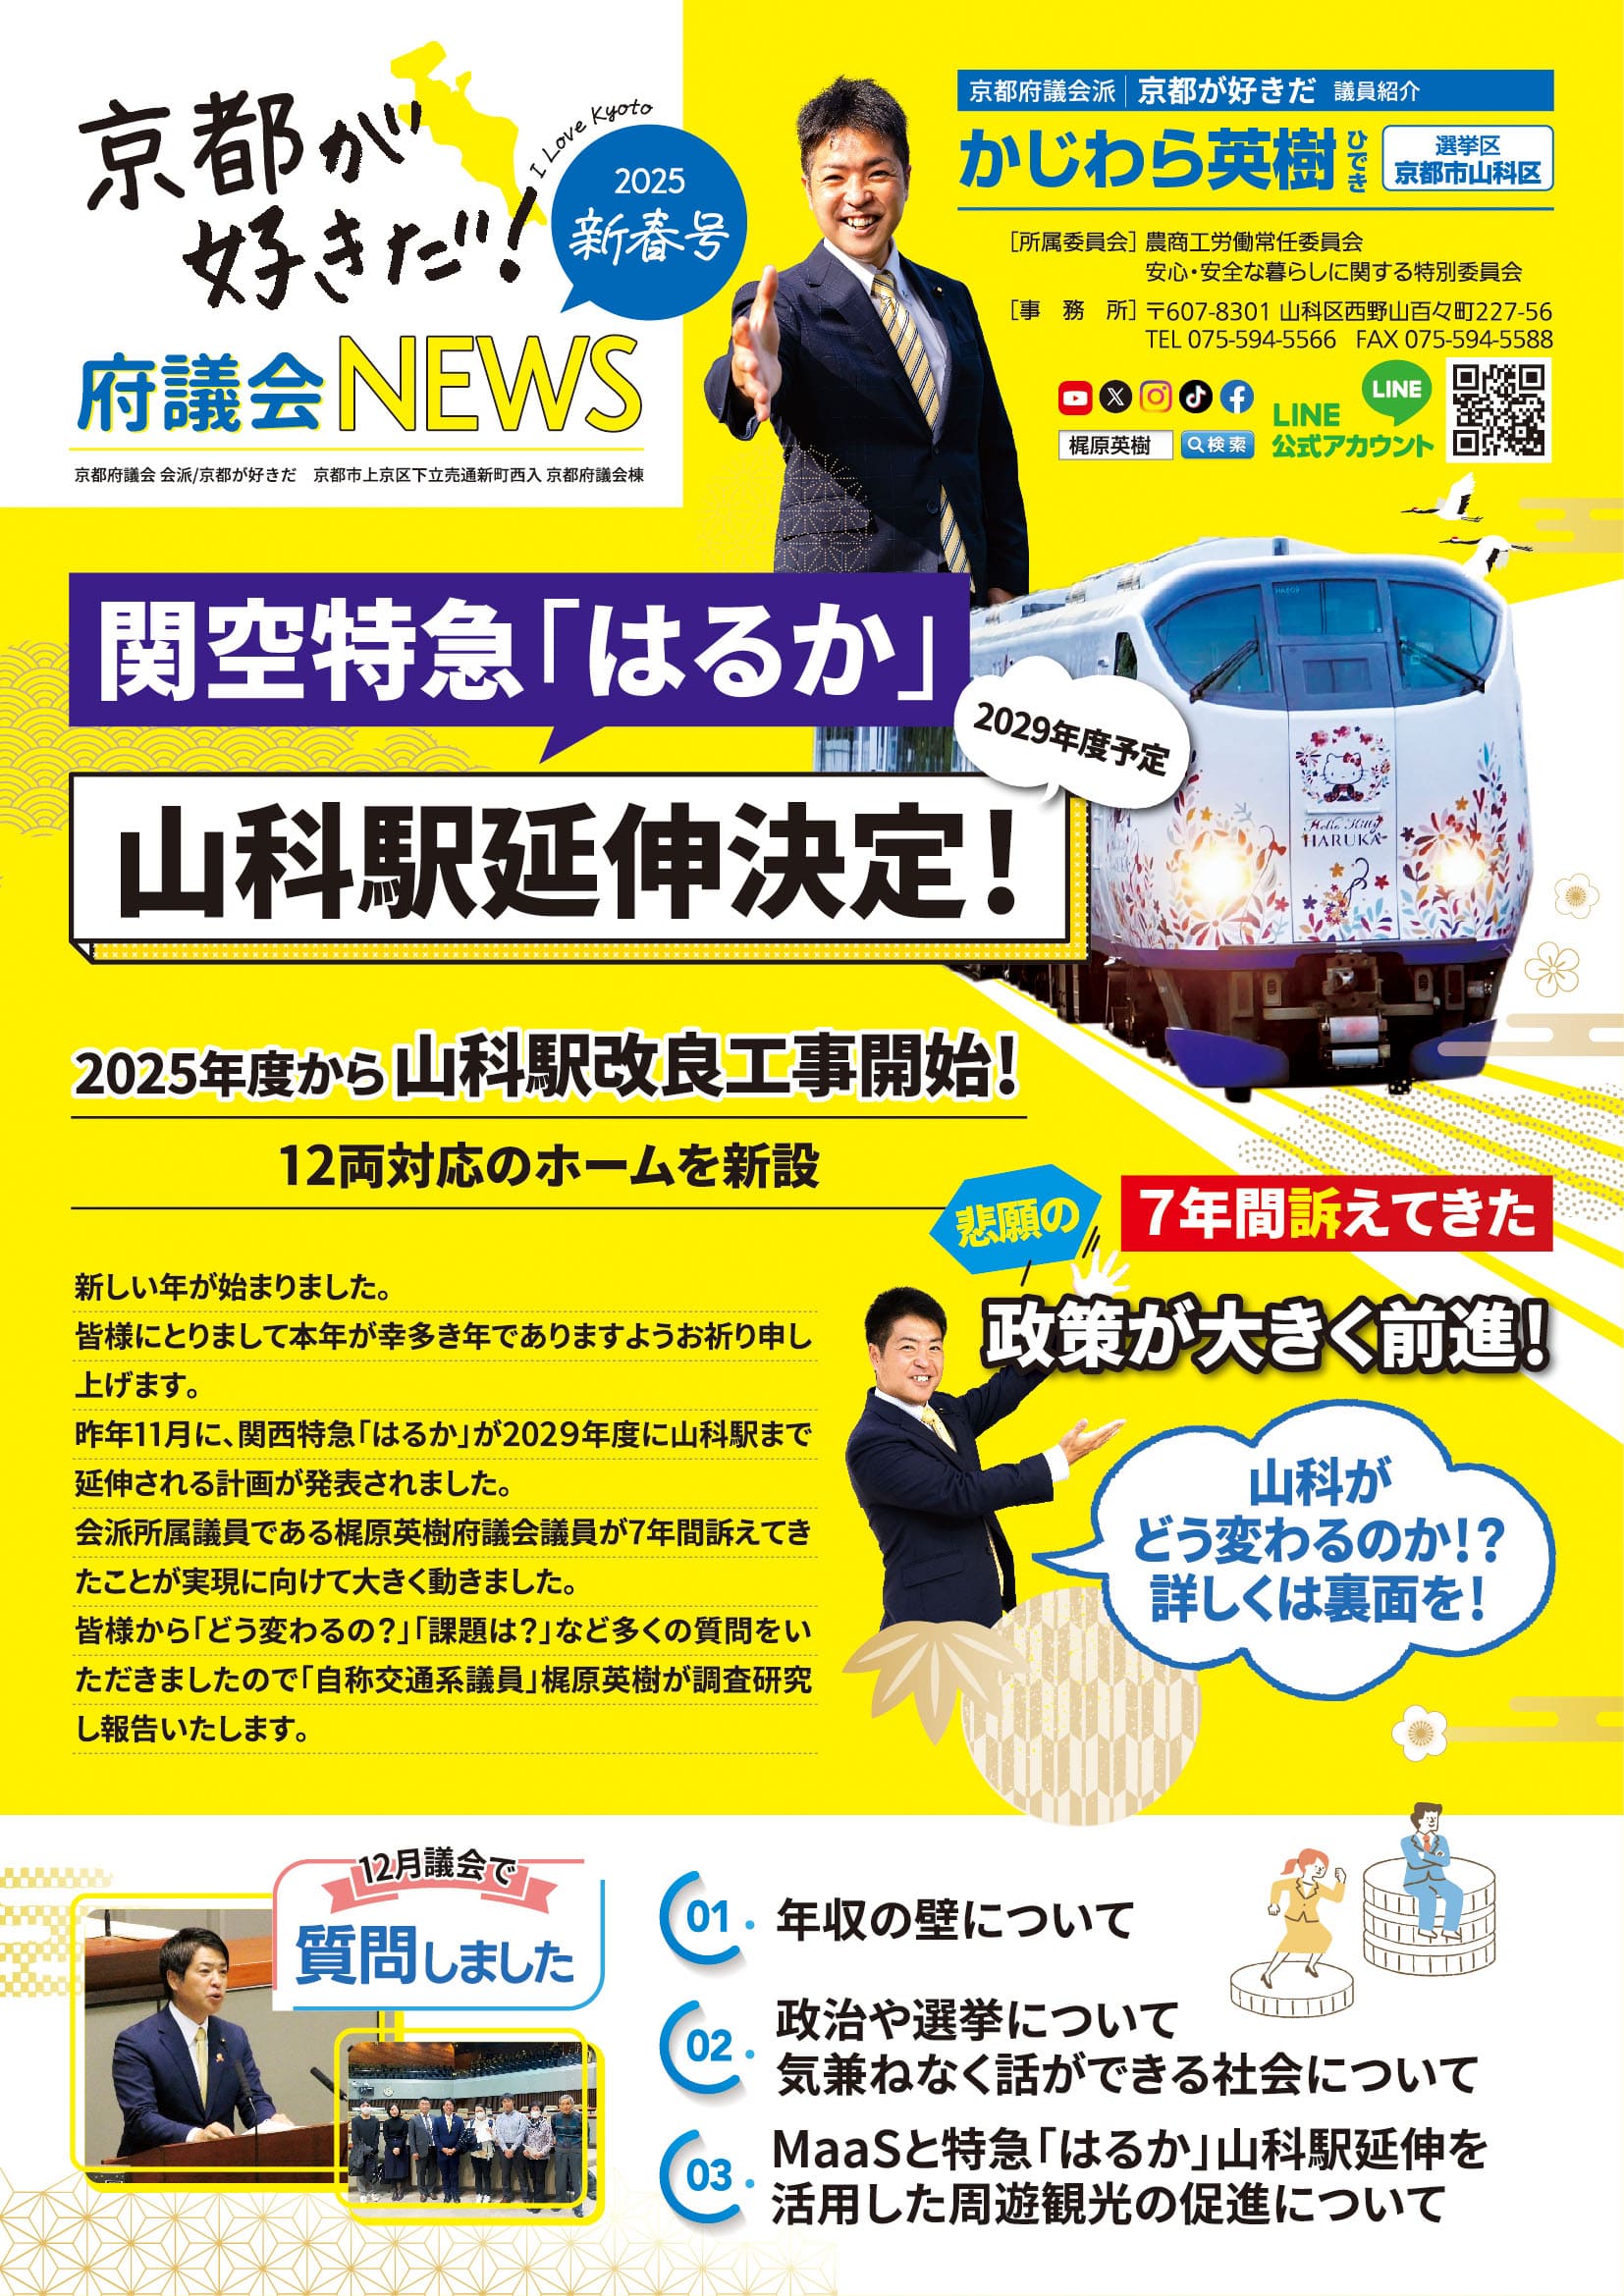 京都が
好きだ!
I Love Kyoto
2025
新春号
府議会NEWS
京都府議会 会派/京都が好きだ 京都市上京区下立売通新町西入 京都府議会棟
京都府議会派 京都が好きだ 議員紹介
かじわら英樹 ひでき
選挙区
京都市山科区
[所属委員会] 農商工労働常任委員会
安心・安全な暮らしに関する特別委員会
[事務所] 〒607-8301 山科区西野山百々町227-56
TEL 075-594-5566 FAX 075-594-5588
梶原英樹 検索
LINE
LINE
公式アカウント
関空特急「はるか」
2029年度予定
山科駅延伸決定!
Hello Kitty
HARUKA
2025年度から山科駅改良工事開始!
12両対応のホームを新設
悲願の
7年間訴えてきた
政策が大きく前進!
新しい年が始まりました。
皆様にとりまして本年が幸多き年でありますようお祈り申し
上げます。
昨年11月に、関西特急「はるか」が2029年度に山科駅まで
延伸される計画が発表されました。
会派所属議員である梶原英樹府議会議員が7年間訴えてき
たことが実現に向けて大きく動きました。
皆様から「どう変わるの?」「課題は?」など多くの質問をい
ただきましたので「自称交通系議員」梶原英樹が調査研究
し報告いたします。
山科が
どう変わるのか!?
詳しくは裏面を!
12月議会で
質問しました
01. 年収の壁について
02. 政治や選挙について
気兼ねなく話ができる社会について
03. MaaSと特急「はるか」山科駅延伸を
活用した周遊観光の促進について